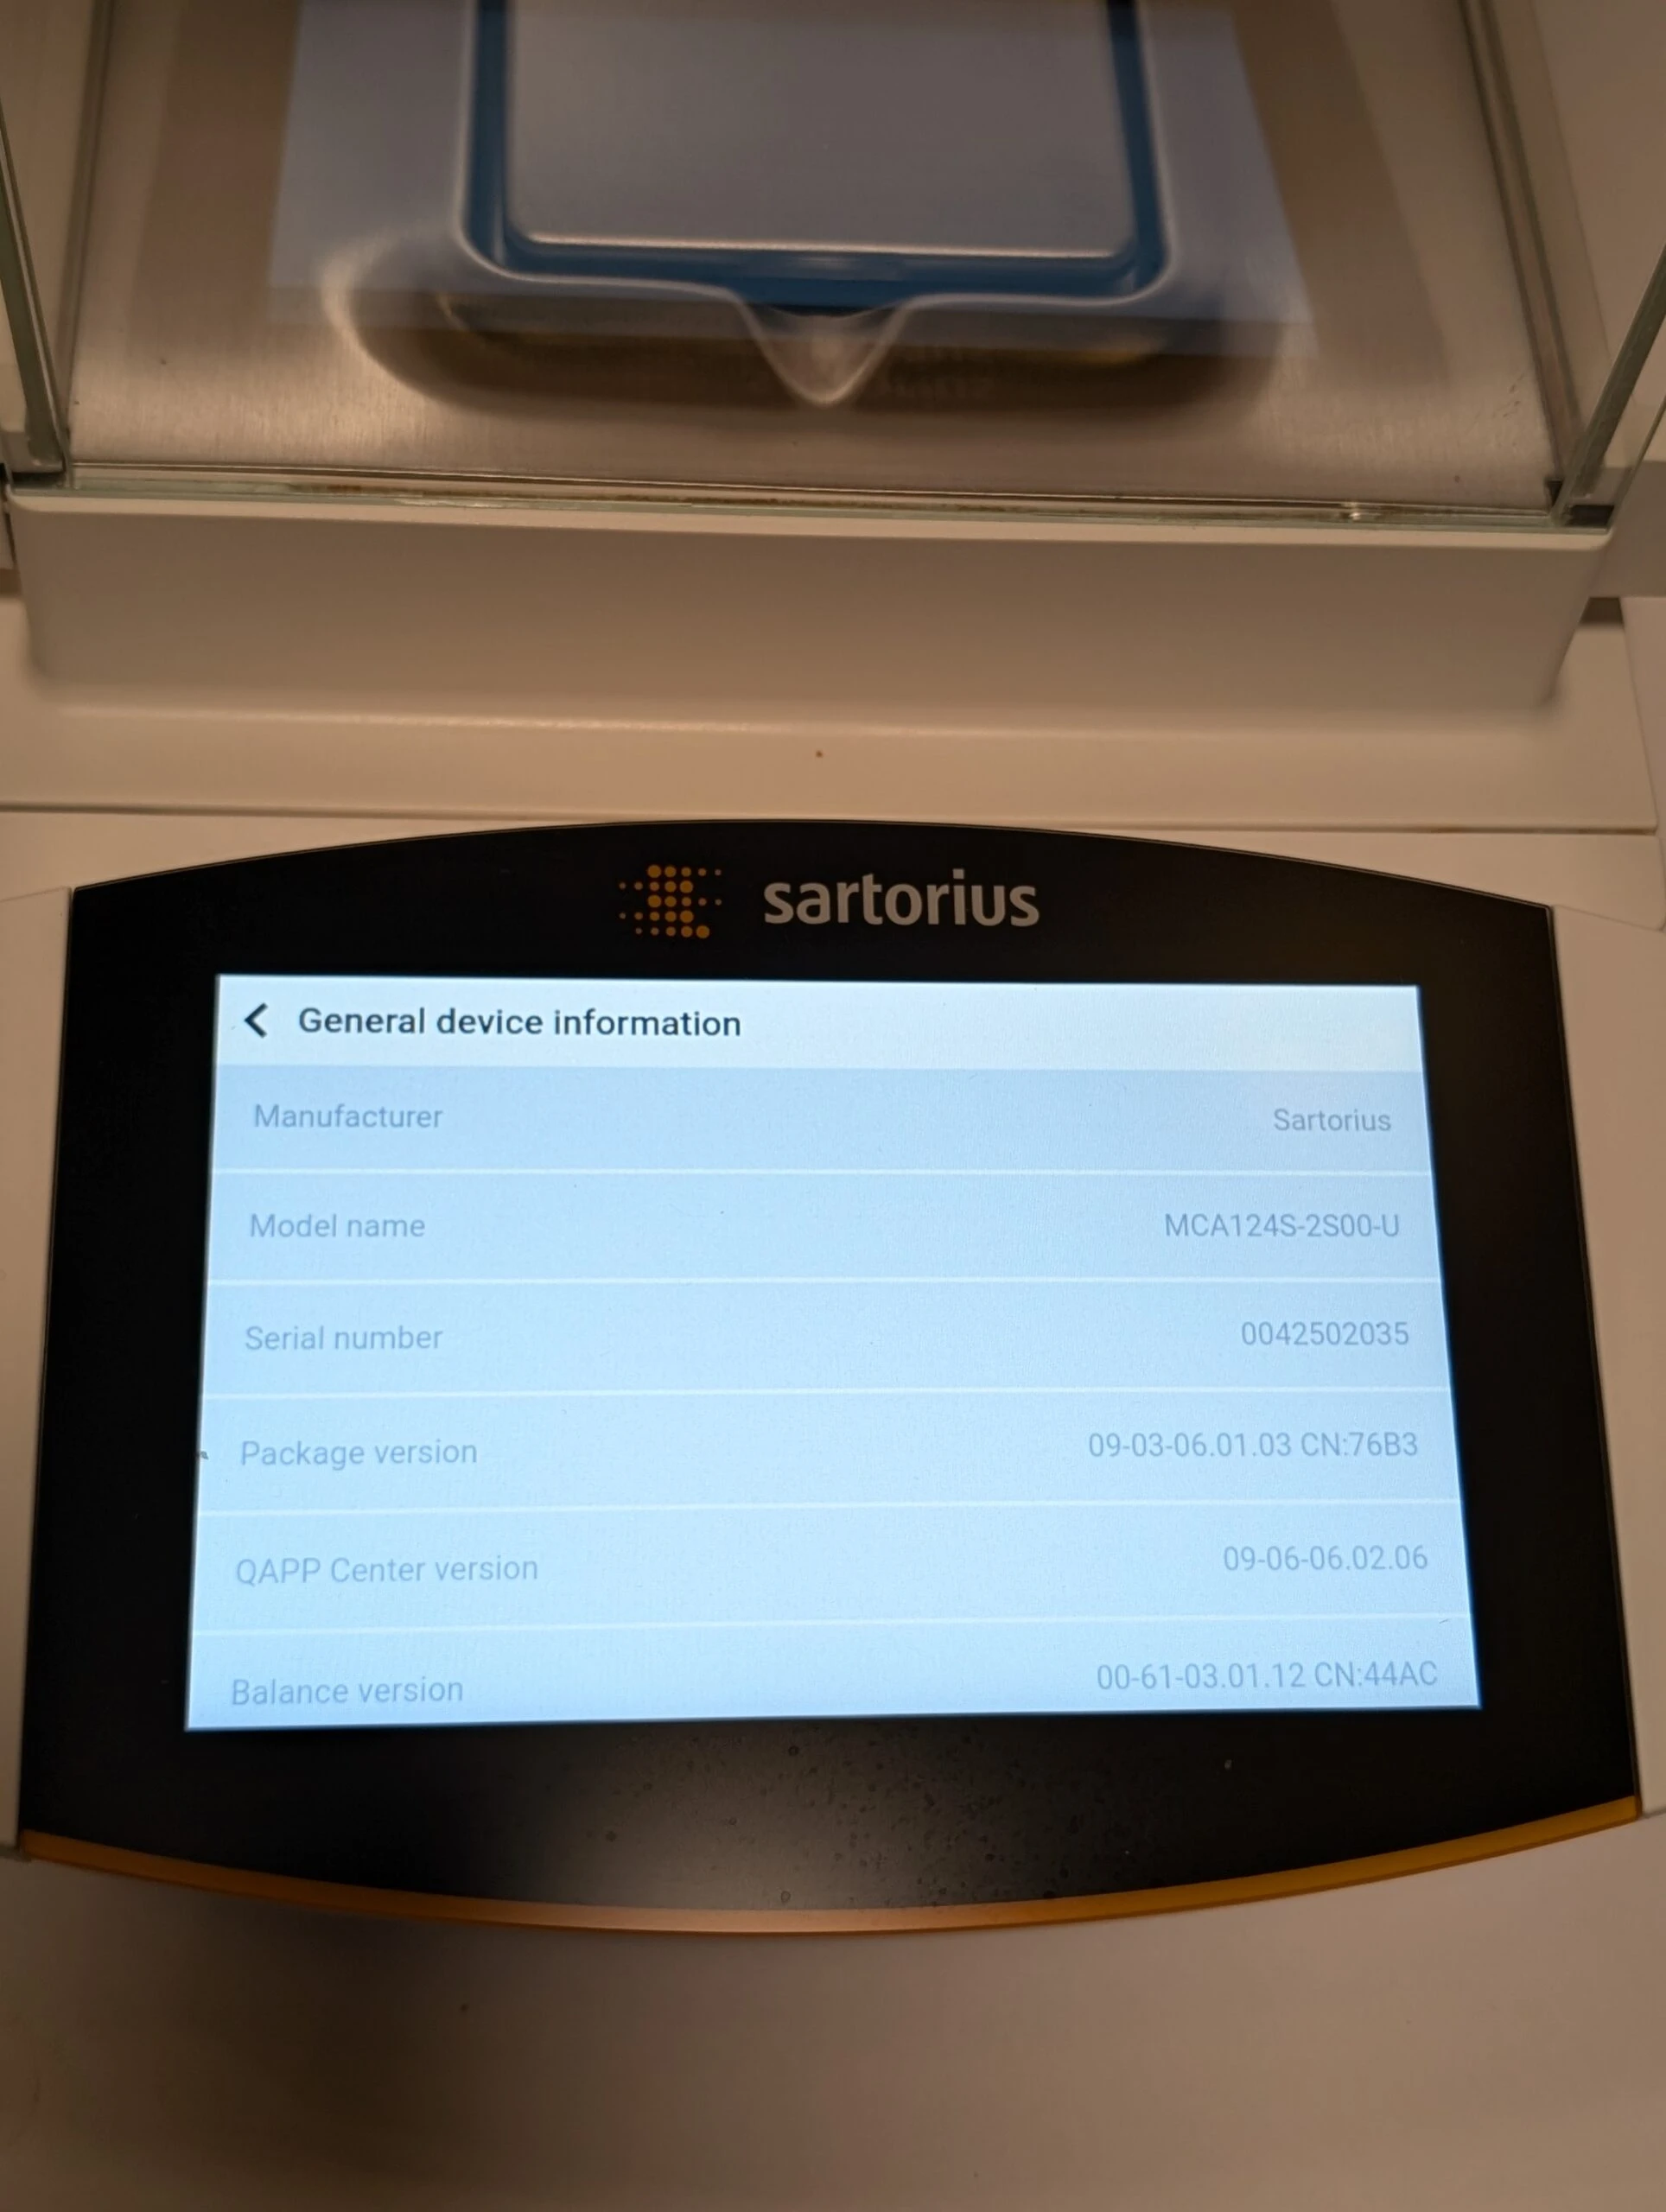 sartorius
General device information
Manufacturer Sartorius
Model name MCA124S-2S00-U
Serial number 0042502035
Package version 09-03-06.01.03 CN:76B3
QAPP Center version 09-06-06.02.06
Balance version 00-61-03.01.12 CN:44AC